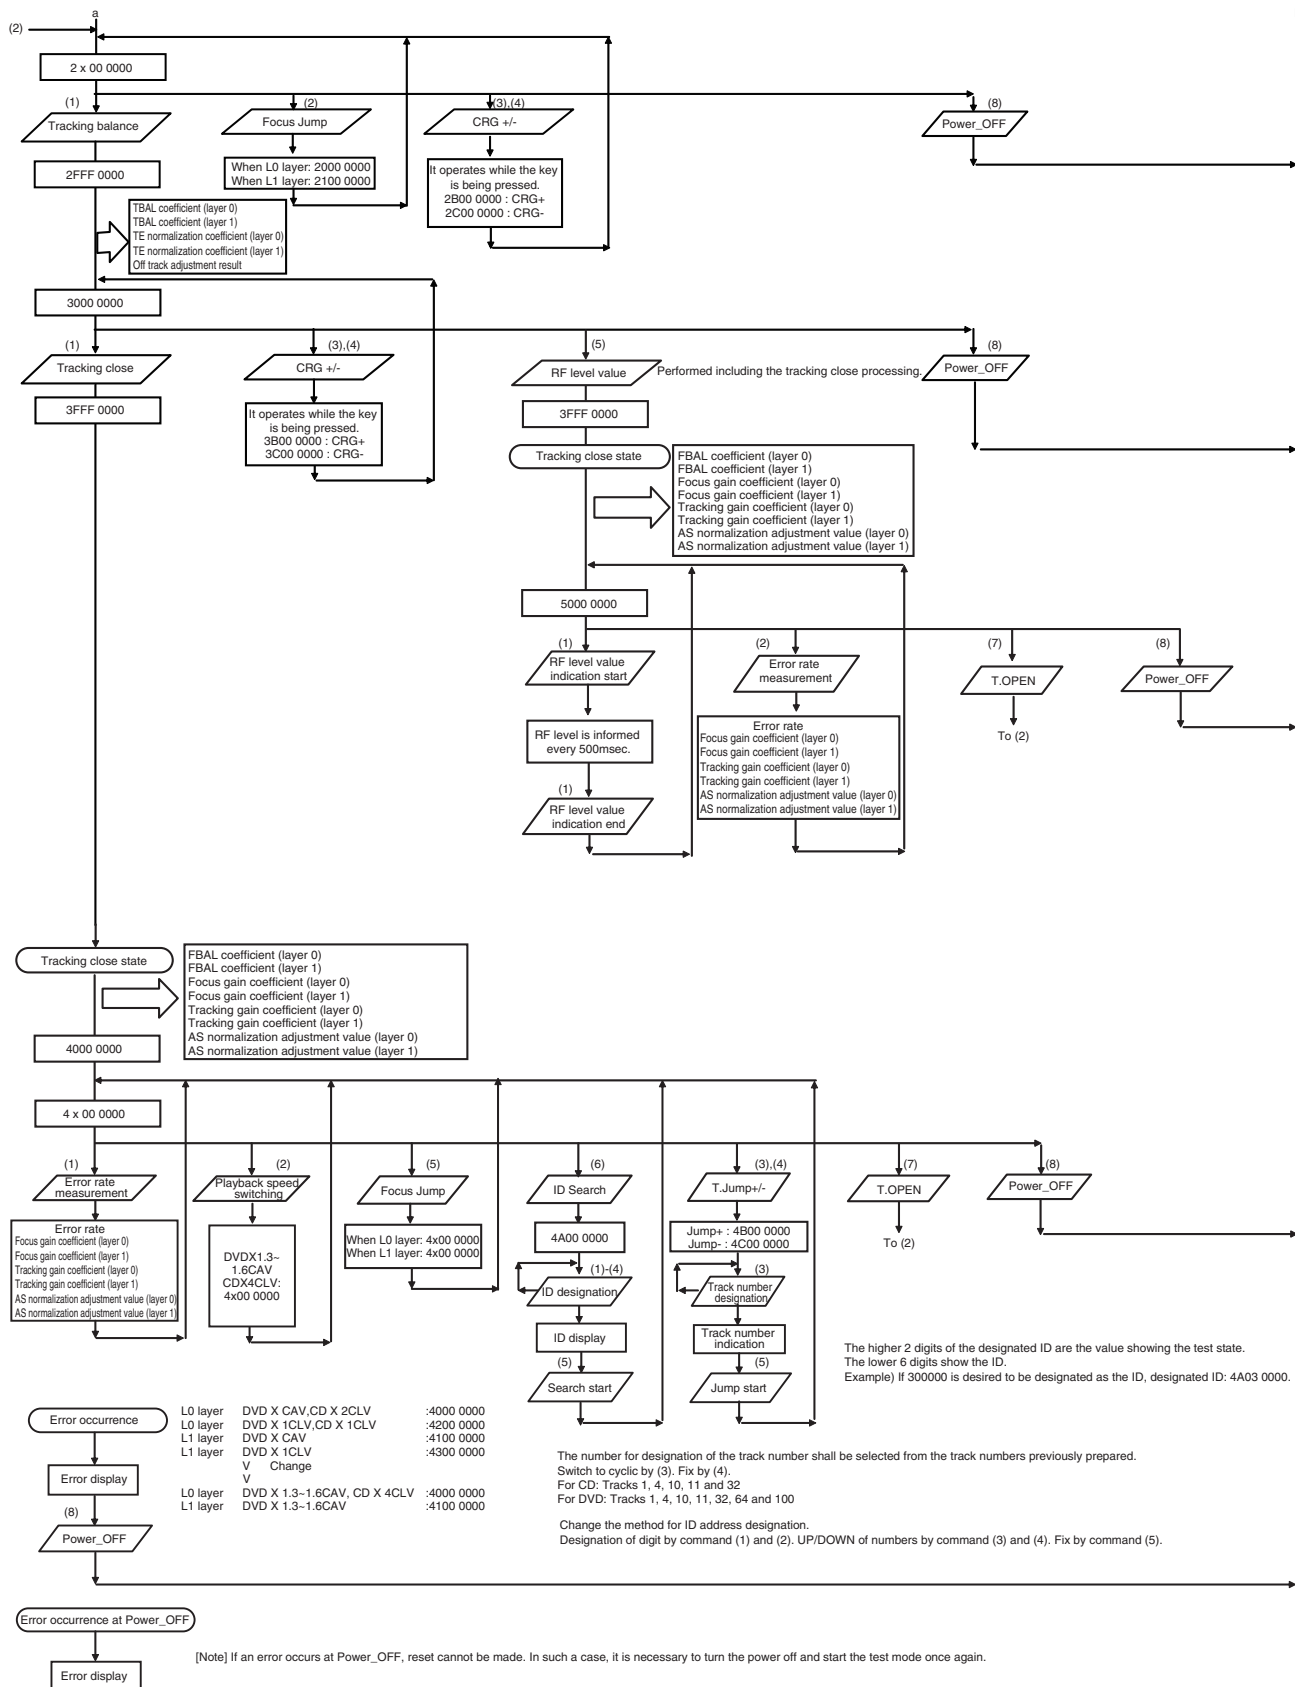 a
(2)
2 x 00 0000
(1)
(2)
(3),(4)
(8)
Tracking balance
Focus Jump
CRG +/-
Power_OFF
2FFF 0000
When L0 layer: 2000 0000
When L1 layer: 2100 0000
It operates while the key
is being pressed.
2B00 0000 : CRG+
2C00 0000 : CRG-
TBAL coefficient (layer 0)
TBAL coefficient (layer 1)
TE normalization coefficient (layer 0)
TE normalization coefficient (layer 1)
Off track adjustment result
3000 0000
(1)
(3),(4)
(5)
(8)
Tracking close
CRG +/-
RF level value
Performed including the tracking close processing.
Power_OFF
3FFF 0000
It operates while the key
is being pressed.
3B00 0000 : CRG+
3C00 0000 : CRG-
3FFF 0000
Tracking close state
FBAL coefficient (layer 0)
FBAL coefficient (layer 1)
Focus gain coefficient (layer 0)
Focus gain coefficient (layer 1)
Tracking gain coefficient (layer 0)
Tracking gain coefficient (layer 1)
AS normalization adjustment value (layer 0)
AS normalization adjustment value (layer 1)
5000 0000
(1)
(2)
(7)
(8)
RF level value
indication start
Error rate
measurement
T.OPEN
Power_OFF
To (2)
RF level is informed
every 500msec.
Error rate
Focus gain coefficient (layer 0)
Focus gain coefficient (layer 1)
Tracking gain coefficient (layer 0)
Tracking gain coefficient (layer 1)
AS normalization adjustment value (layer 0)
AS normalization adjustment value (layer 1)
(1)
RF level value
indication end
Tracking close state
FBAL coefficient (layer 0)
FBAL coefficient (layer 1)
Focus gain coefficient (layer 0)
Focus gain coefficient (layer 1)
Tracking gain coefficient (layer 0)
Tracking gain coefficient (layer 1)
AS normalization adjustment value (layer 0)
AS normalization adjustment value (layer 1)
4000 0000
4 x 00 0000
(1)
(2)
(5)
(6)
(3),(4)
(7)
(8)
Error rate
measurement
Playback speed
switching
Focus Jump
ID Search
T.Jump+/-
T.OPEN
Power_OFF
Error rate
Focus gain coefficient (layer 0)
Focus gain coefficient (layer 1)
Tracking gain coefficient (layer 0)
Tracking gain coefficient (layer 1)
AS normalization adjustment value (layer 0)
AS normalization adjustment value (layer 1)
DVDX1.3~
1.6CAV
CDX4CLV:
4x00 0000
When L0 layer: 4x00 0000
When L1 layer: 4x00 0000
4A00 0000
Jump+ : 4B00 0000
Jump- : 4C00 0000
To (2)
(1)-(4)
ID designation
(3)
Track number
designation
ID display
Track number
indication
(5)
Search start
(5)
Jump start
The higher 2 digits of the designated ID are the value showing the test state.
The lower 6 digits show the ID.
Example) If 300000 is desired to be designated as the ID, designated ID: 4A03 0000.
Error occurrence
Error display
(8)
Power_OFF
L0 layer DVD X CAV,CD X 2CLV :4000 0000
L0 layer DVD X 1CLV,CD X 1CLV :4200 0000
L1 layer DVD X CAV :4100 0000
L1 layer DVD X 1CLV :4300 0000
V Change
V
L0 layer DVD X 1.3~1.6CAV, CD X 4CLV :4000 0000
L1 layer DVD X 1.3~1.6CAV :4100 0000
The number for designation of the track number shall be selected from the track numbers previously prepared.
Switch to cyclic by (3). Fix by (4).
For CD: Tracks 1, 4, 10, 11 and 32
For DVD: Tracks 1, 4, 10, 11, 32, 64 and 100
Change the method for ID address designation.
Designation of digit by command (1) and (2). UP/DOWN of numbers by command (3) and (4). Fix by command (5).
Error occurrence at Power_OFF
Error display
[Note] If an error occurs at Power_OFF, reset cannot be made. In such a case, it is necessary to turn the power off and start the test mode once again.